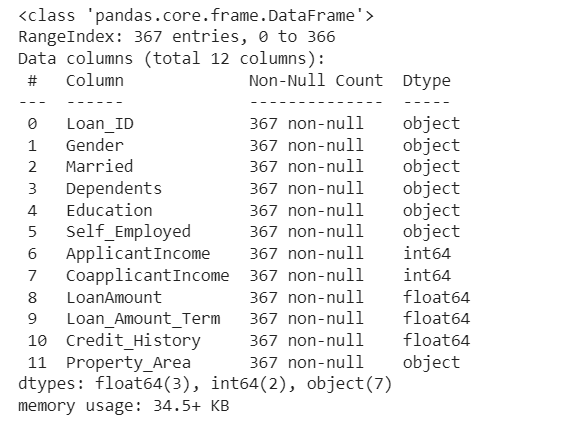 <class 'pandas.core.frame.DataFrame'>
RangeIndex: 367 entries, 0 to 366
Data columns (total 12 columns):
 #   Column             Non-Null Count  Dtype
---  ------             --------------  -----
 0   Loan_ID            367 non-null    object
 1   Gender             367 non-null    object
 2   Married            367 non-null    object
 3   Dependents         367 non-null    object
 4   Education          367 non-null    object
 5   Self_Employed      367 non-null    object
 6   ApplicantIncome    367 non-null    int64
 7   CoapplicantIncome  367 non-null    int64
 8   LoanAmount         367 non-null    float64
 9   Loan_Amount_Term   367 non-null    float64
 10  Credit_History     367 non-null    float64
 11  Property_Area      367 non-null    object
dtypes: float64(3), int64(2), object(7)
memory usage: 34.5+ KB